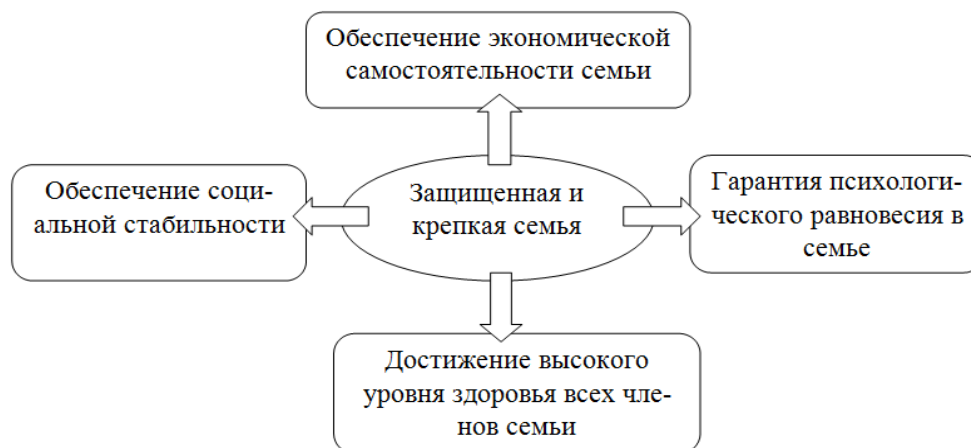 Обеспечение экономической
самостоятельности семьи
Обеспечение соци-
альной стабильности
Защищенная и
крепкая семья
Гарантия психологи-
ческого равновесия в
семье
Достижение высокого
уровня здоровья всех чле-
нов семьи